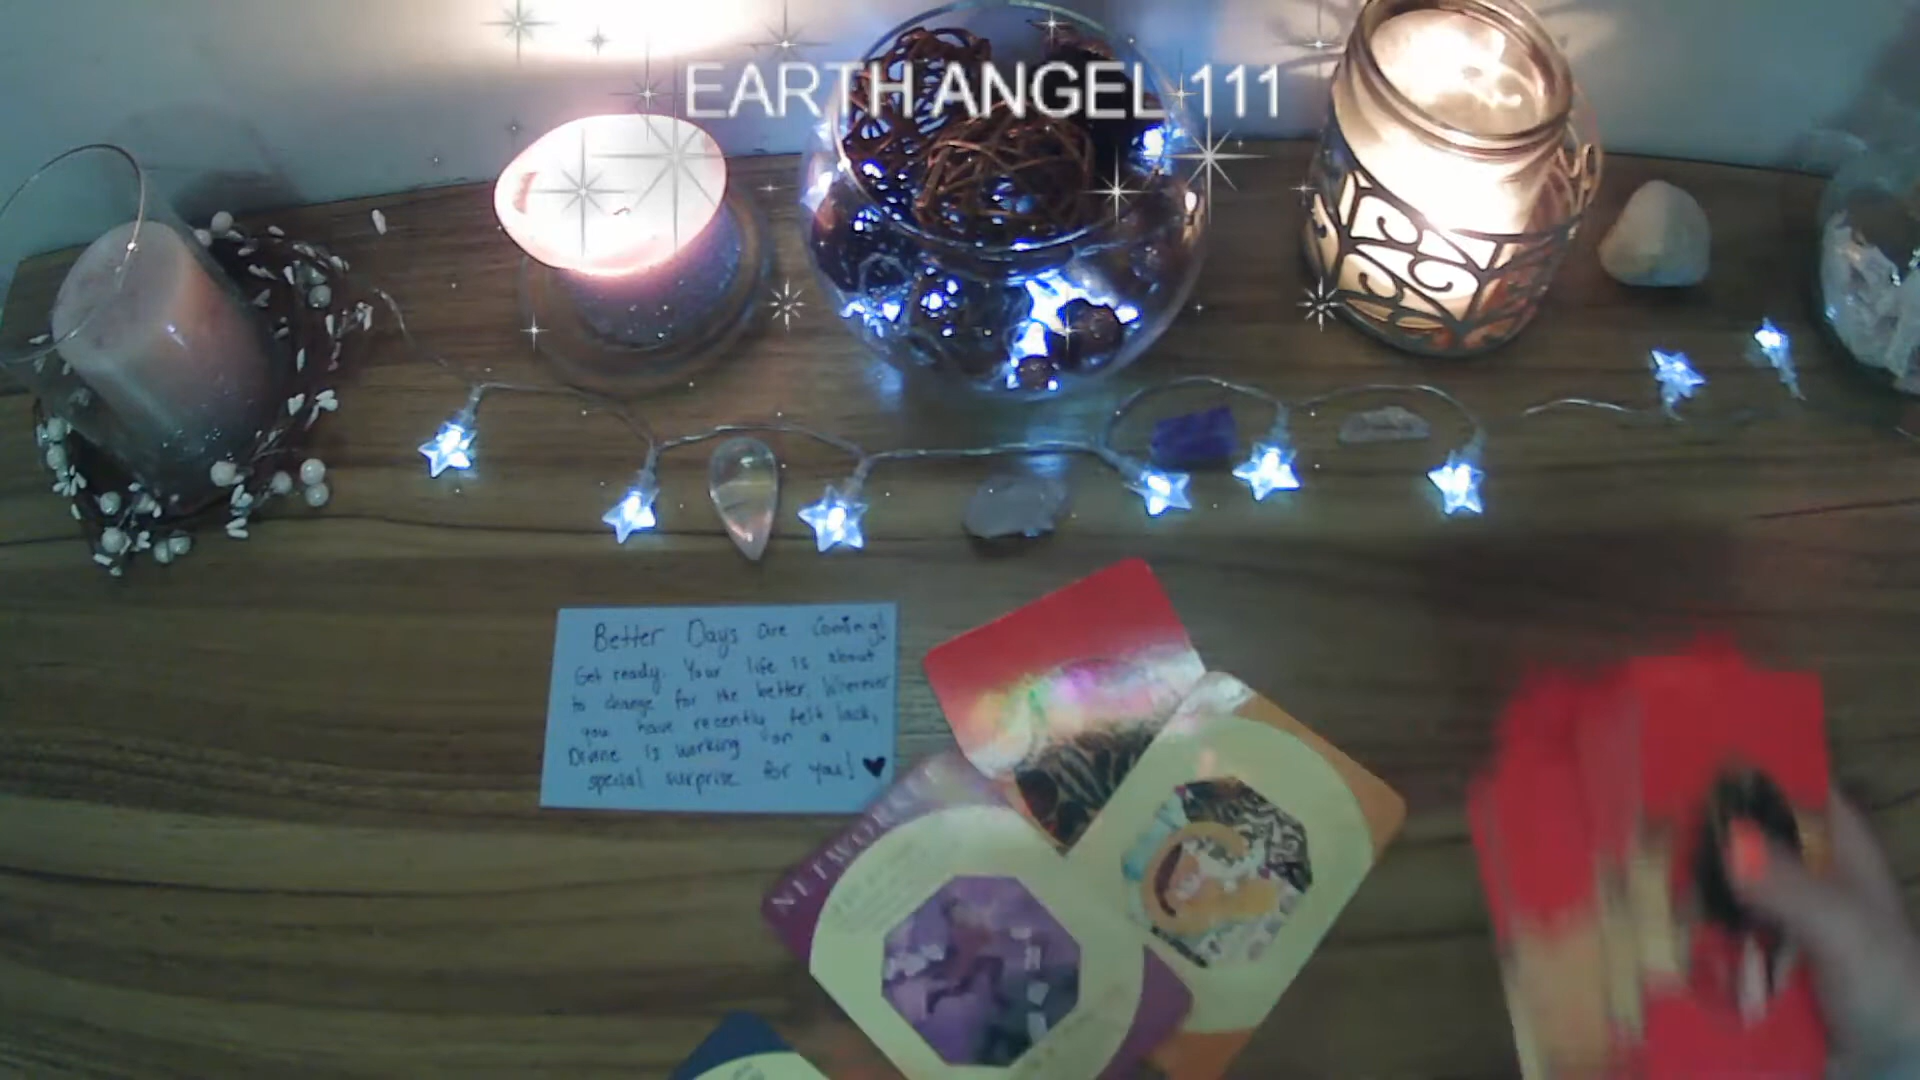 EARTH ANGEL 111
Better Days are coming!
Get ready. Your life is about
to change for the better. Wherever
you have recently felt lack,
Divine is working on a
special surprise for you!
NETWORK